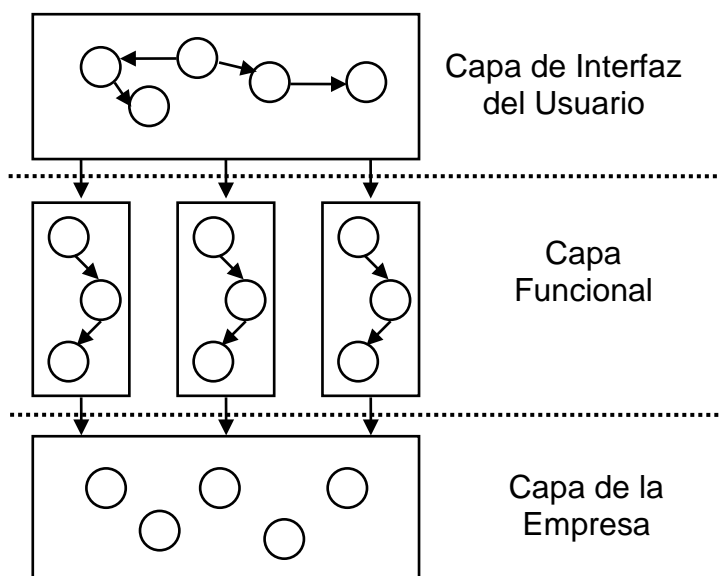 Capa de Interfaz
del Usuario
Capa
Funcional
Capa de la
Empresa